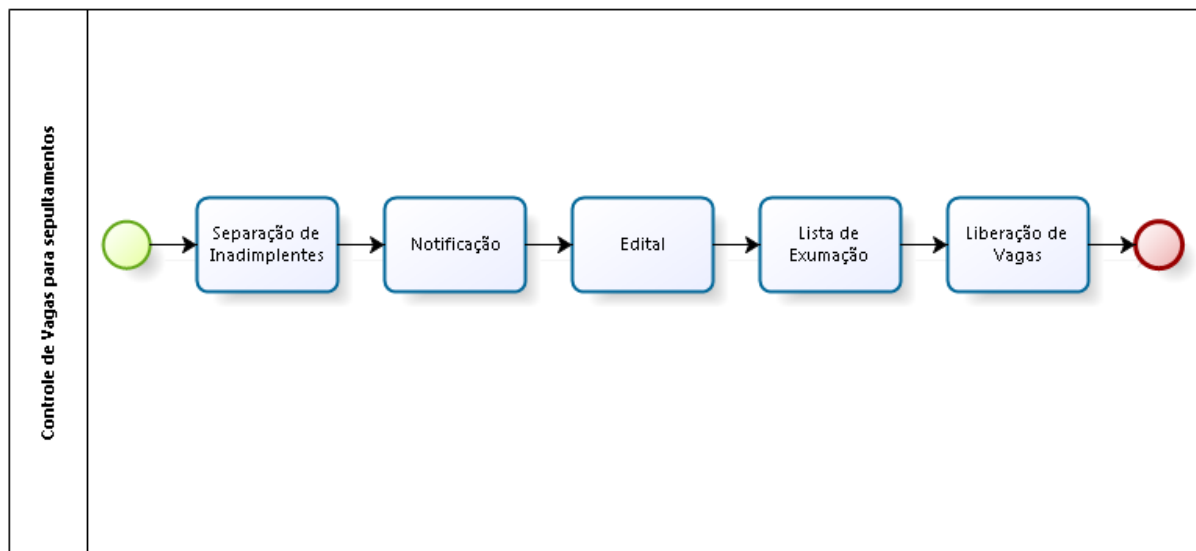 Controle de Vagas para sepultamentos
Separação de
Inadimplentes
Notificação
Edital
Lista de
Exumação
Liberação de
Vagas